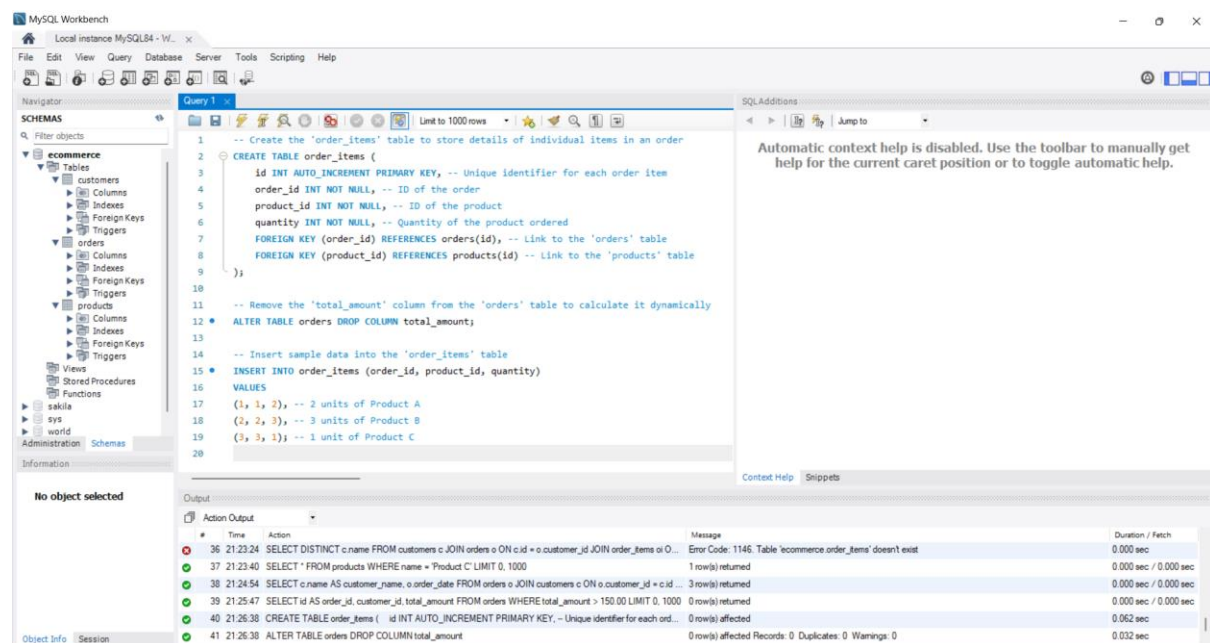 MySQL Workbench
Local instance MySQL84 - W...
File Edit View Query Database Server Tools Scripting Help
Navigator
SCHEMAS
Filter objects
ecommerce
Tables
customers
Columns
Indexes
Foreign Keys
Triggers
orders
Columns
Indexes
Foreign Keys
Triggers
products
Columns
Indexes
Foreign Keys
Triggers
Views
Stored Procedures
Functions
sakila
sys
world
Administration Schemas
Information
No object selected
Object Info Session
Query 1
Limit to 1000 rows
1 -- Create the 'order_items' table to store details of individual items in an order
2 CREATE TABLE order_items (
3 id INT AUTO_INCREMENT PRIMARY KEY, -- Unique identifier for each order item
4 order_id INT NOT NULL, -- ID of the order
5 product_id INT NOT NULL, -- ID of the product
6 quantity INT NOT NULL, -- Quantity of the product ordered
7 FOREIGN KEY (order_id) REFERENCES orders(id), -- Link to the 'orders' table
8 FOREIGN KEY (product_id) REFERENCES products(id) -- Link to the 'products' table
9 );
10
11 -- Remove the 'total_amount' column from the 'orders' table to calculate it dynamically
12 ALTER TABLE orders DROP COLUMN total_amount;
13
14 -- Insert sample data into the 'order_items' table
15 INSERT INTO order_items (order_id, product_id, quantity)
16 VALUES
17 (1, 1, 2), -- 2 units of Product A
18 (2, 2, 3), -- 3 units of Product B
19 (3, 3, 1); -- 1 unit of Product C
20
SQLAdditions
Jump to
Automatic context help is disabled. Use the toolbar to manually get
help for the current caret position or to toggle automatic help.
Context Help Snippets
Output
Action Output
# Time Action Message Duration / Fetch
36 21:23:24 SELECT DISTINCT c.name FROM customers c JOIN orders o ON c.id = o.customer_id JOIN order_items oi O... Error Code: 1146. Table 'ecommerce.order_items' doesn't exist 0.000 sec
37 21:23:40 SELECT * FROM products WHERE name = 'Product C' LIMIT 0, 1000 1 row(s) returned 0.000 sec / 0.000 sec
38 21:24:54 SELECT c.name AS customer_name, o.order_date FROM orders o JOIN customers c ON o.customer_id = c.id ... 3 row(s) returned 0.000 sec / 0.000 sec
39 21:25:47 SELECT id AS order_id, customer_id, total_amount FROM orders WHERE total_amount > 150.00 LIMIT 0, 1000 0 row(s) returned 0.000 sec / 0.000 sec
40 21:26:38 CREATE TABLE order_items ( id INT AUTO_INCREMENT PRIMARY KEY, -- Unique identifier for each ord... 0 row(s) affected 0.062 sec
41 21:26:38 ALTER TABLE orders DROP COLUMN total_amount 0 row(s) affected Records: 0 Duplicates: 0 Warnings: 0 0.032 sec